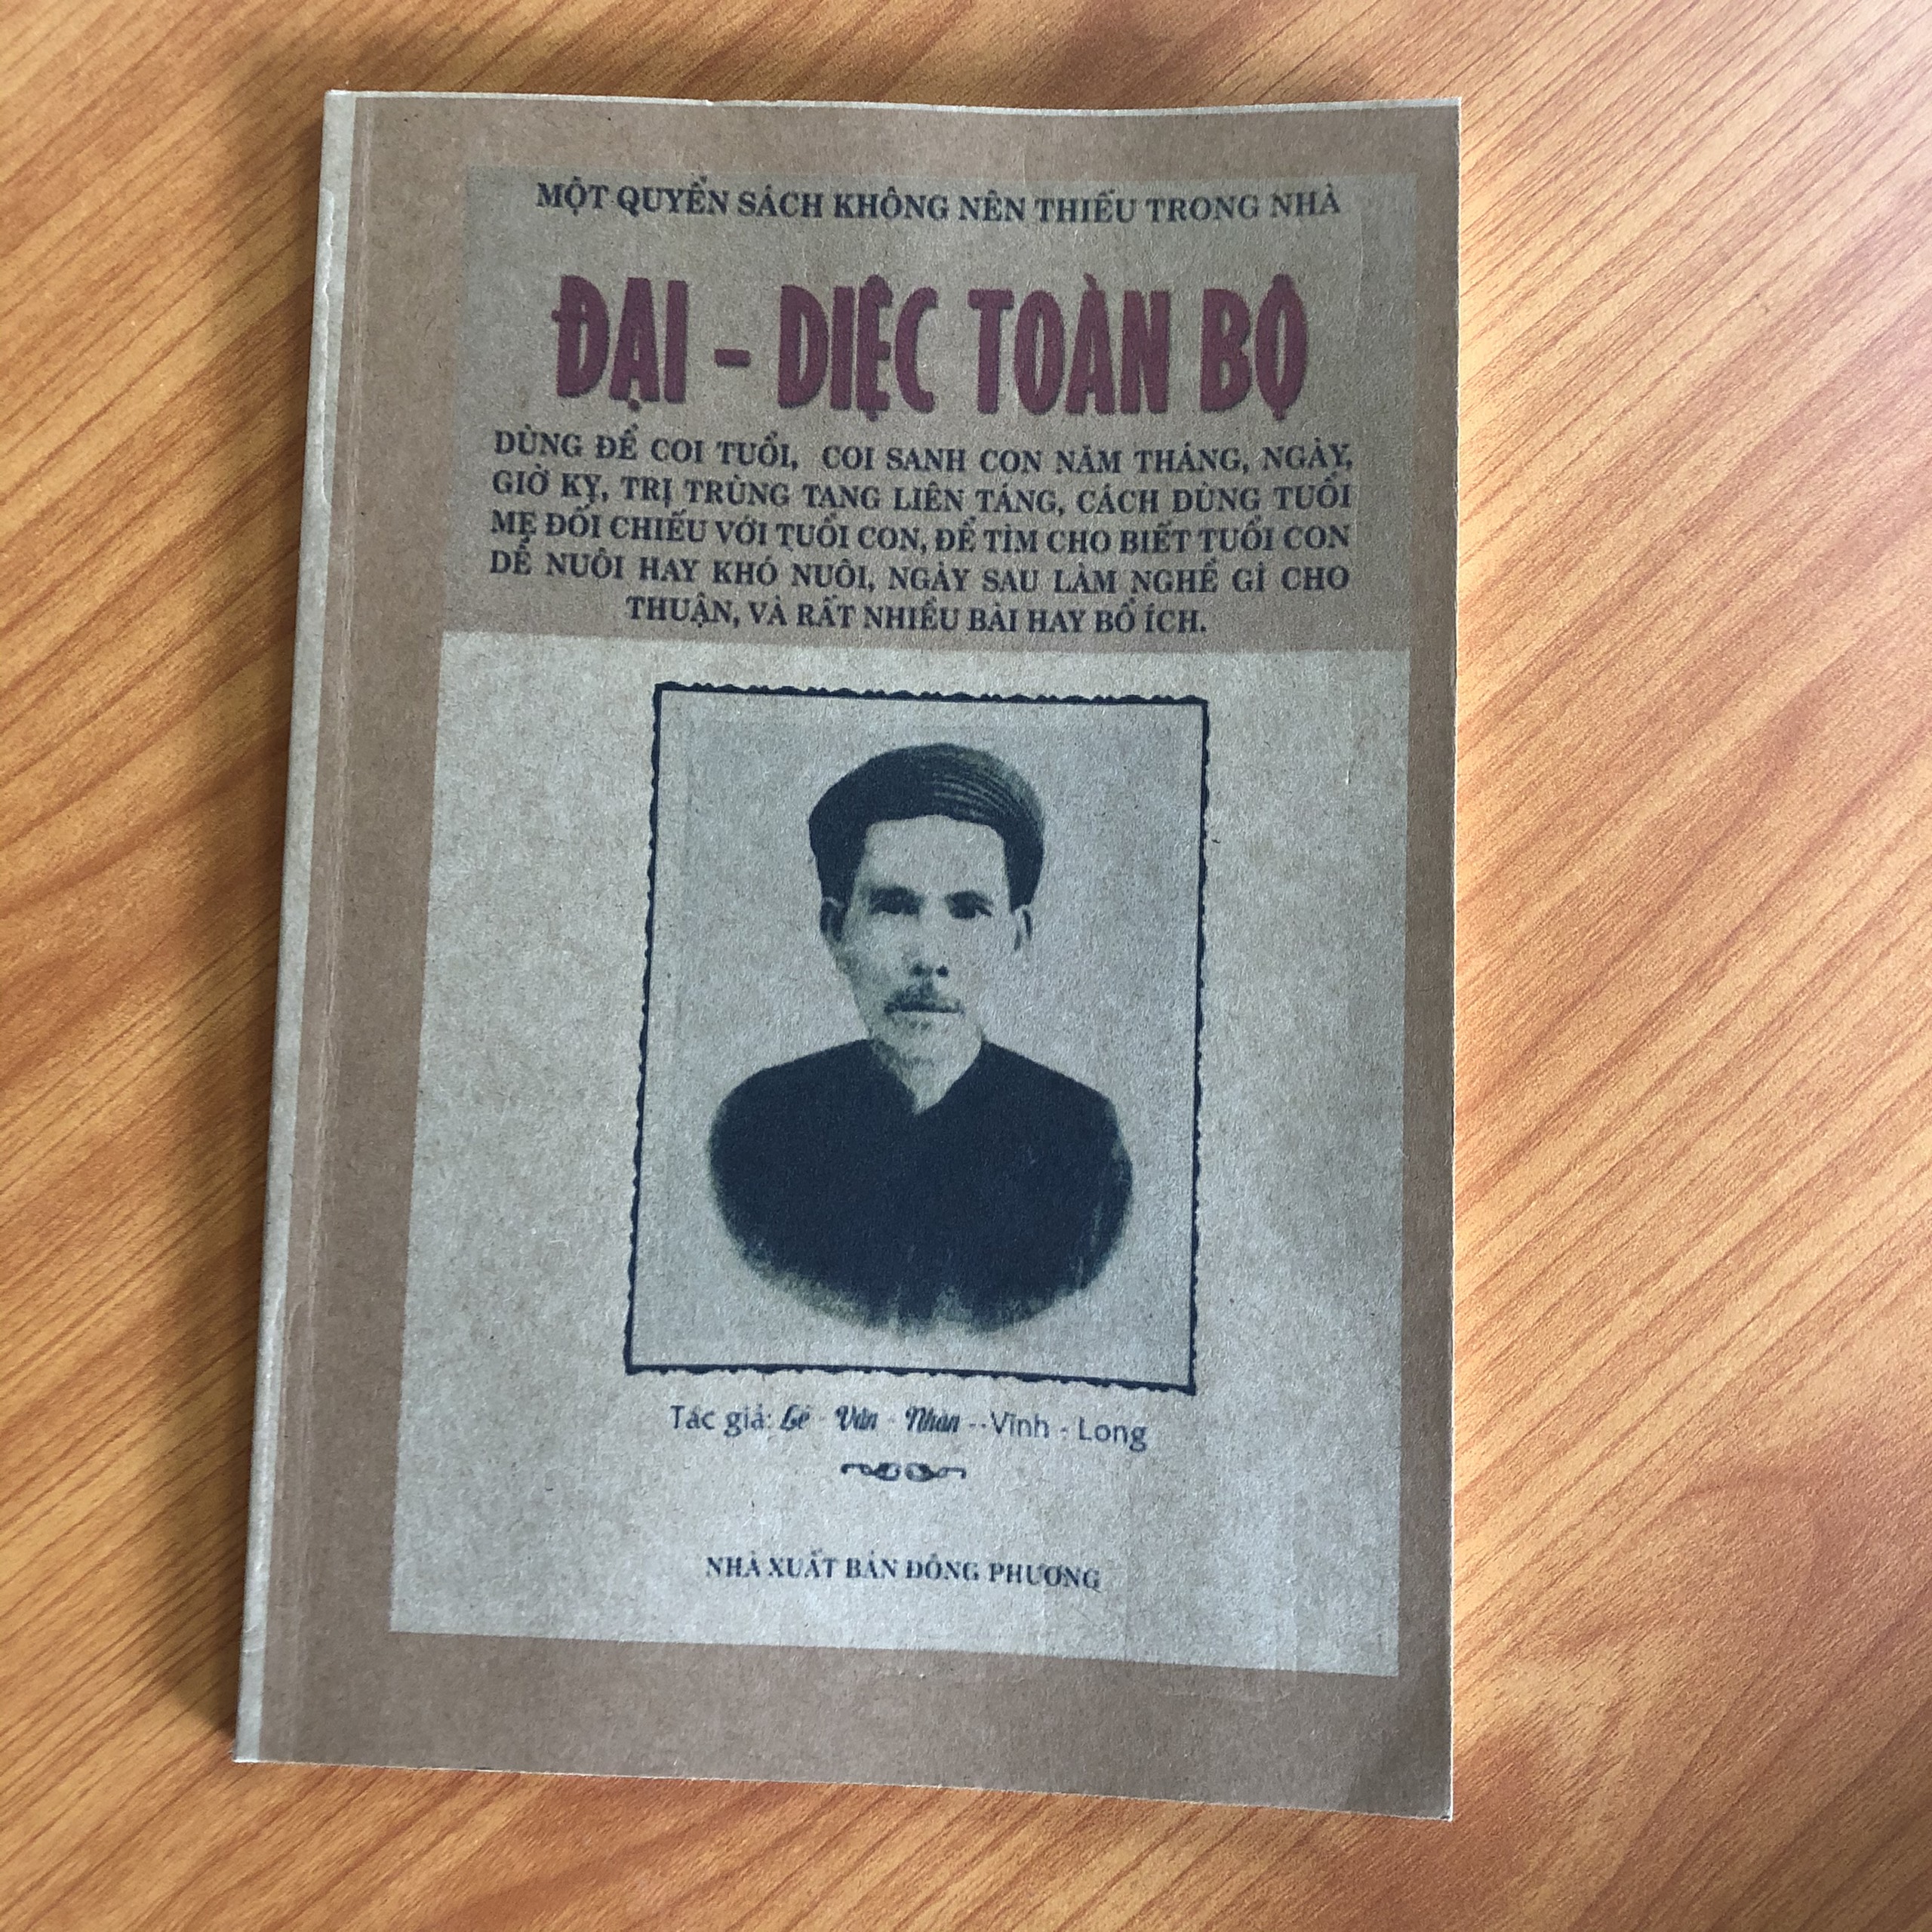 MỘT QUYỂN SÁCH KHÔNG NÊN THIẾU TRONG NHÀ
ĐẠI - DIỆC TOÀN BỘ
DÙNG ĐỂ COI TUỔI, COI SANH CON NĂM THÁNG, NGÀY,
GIỜ KỴ, TRỊ TRÙNG TANG LIÊN TÁNG, CÁCH DÙNG TUỔI
MẸ ĐỐI CHIẾU VỚI TUỔI CON, ĐỂ TÌM CHO BIẾT TUỔI CON
DỄ NUÔI HAY KHÓ NUÔI, NGÀY SAU LÀM NGHỀ GÌ CHO
THUẬN, VÀ RẤT NHIỀU BÀI HAY BỔ ÍCH.
Tác giả: Lê - Văn - Nhàn -- Vĩnh - Long
NHÀ XUẤT BẢN ĐÔNG PHƯƠNG